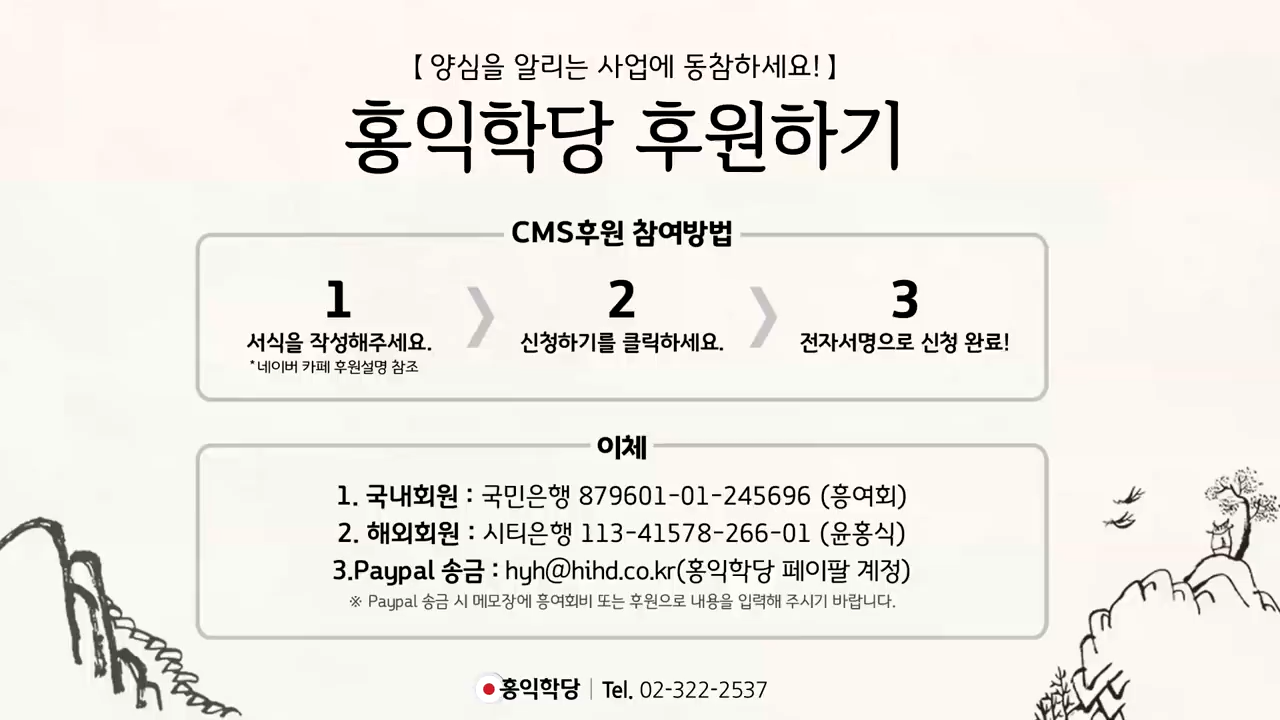 【 양심을 알리는 사업에 동참하세요! 】
홍익학당 후원하기
CMS후원 참여방법
1
서식을 작성해주세요.
*네이버 카페 후원설명 참조
2
신청하기를 클릭하세요.
3
전자서명으로 신청 완료!
이체
1. 국내회원 : 국민은행 879601-01-245696 (흥여회)
2. 해외회원 : 시티은행 113-41578-266-01 (윤홍식)
3.Paypal 송금 : hyh@hihd.co.kr(홍익학당 페이팔 계정)
※ Paypal 송금 시 메모장에 흥여회비 또는 후원으로 내용을 입력해 주시기 바랍니다.
홍익학당 | Tel. 02-322-2537